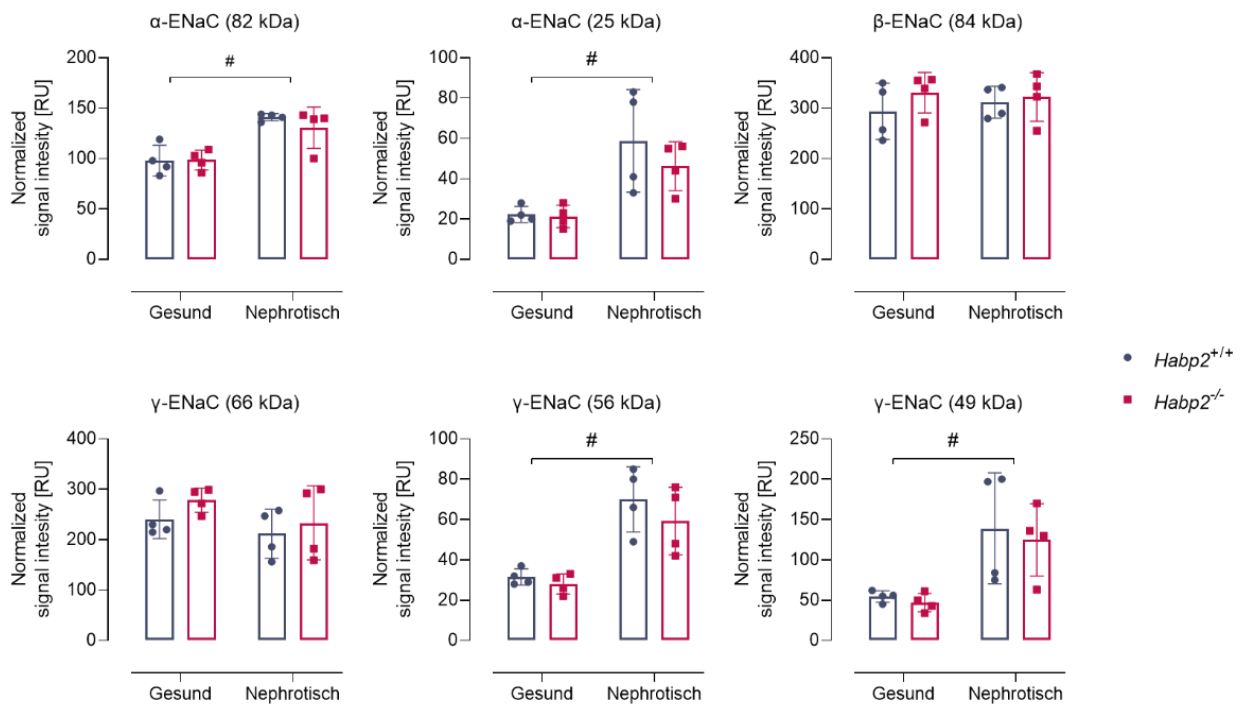 α-ENaC (82 kDa)
Normalized
signal intesity [RU]
200
150
100
50
0
#
Gesund
Nephrotisch
α-ENaC (25 kDa)
Normalized
signal intesity [RU]
100
80
60
40
20
0
#
Gesund
Nephrotisch
β-ENaC (84 kDa)
Normalized
signal intesity [RU]
400
300
200
100
0
Gesund
Nephrotisch
Habp2+/+
Habp2-/-
γ-ENaC (66 kDa)
Normalized
signal intesity [RU]
400
300
200
100
0
Gesund
Nephrotisch
γ-ENaC (56 kDa)
Normalized
signal intesity [RU]
100
80
60
40
20
0
#
Gesund
Nephrotisch
γ-ENaC (49 kDa)
Normalized
signal intesity [RU]
250
200
150
100
50
0
#
Gesund
Nephrotisch